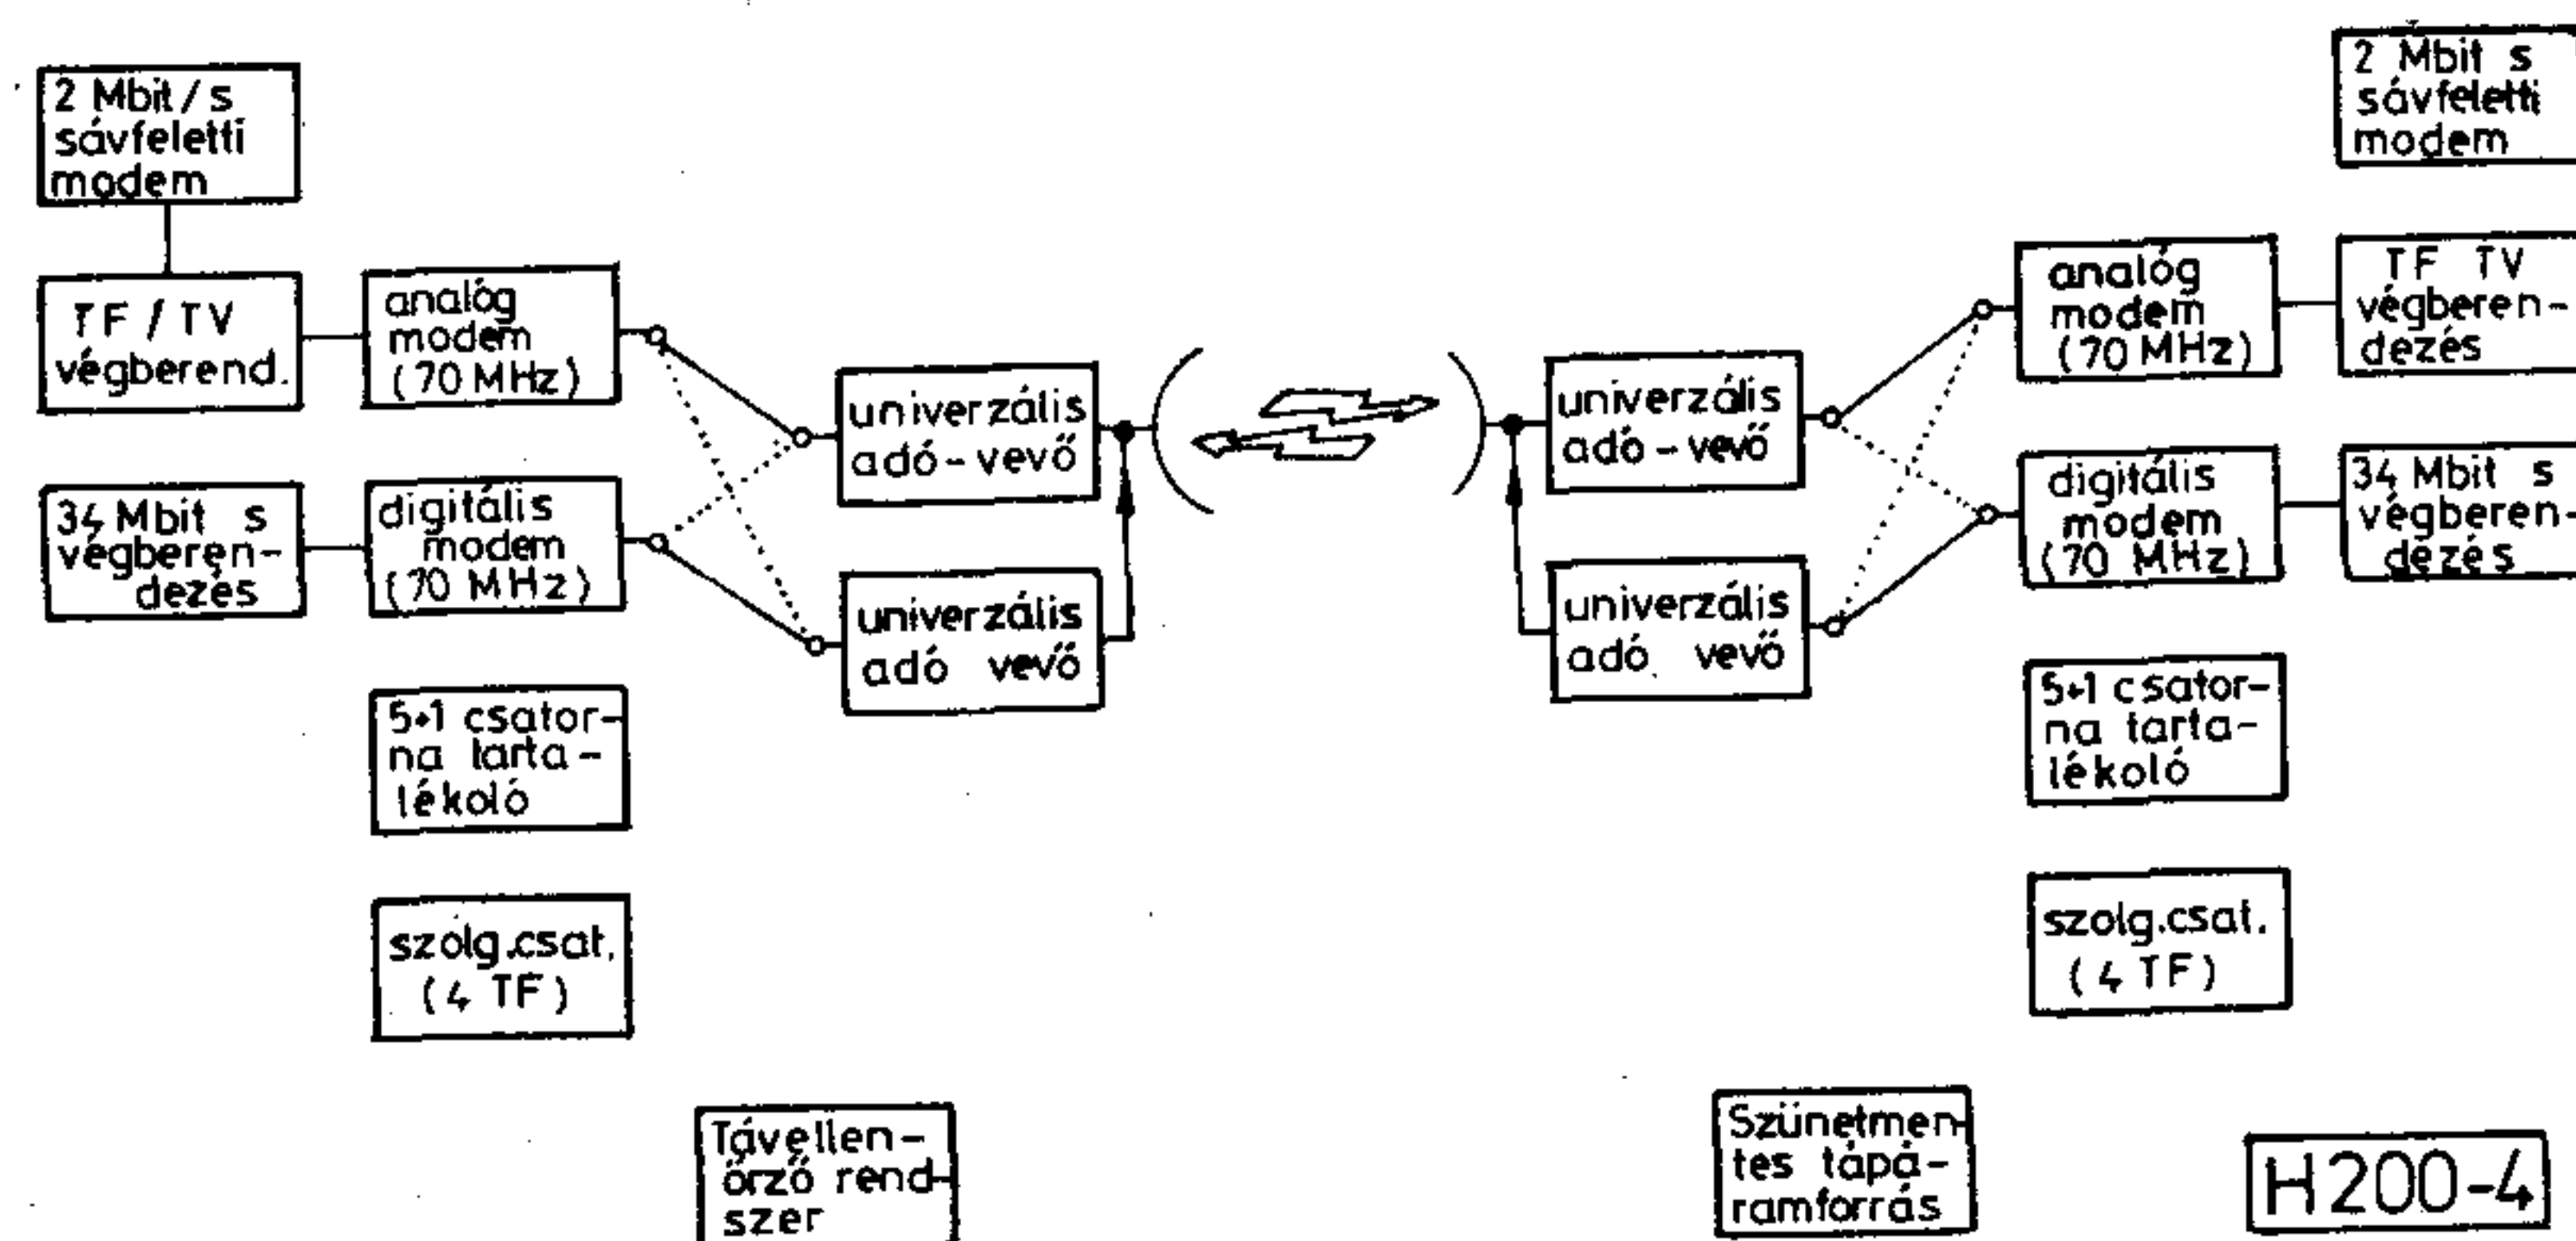 2 Mbit/s
sávfeletti
modem
TF / TV
végberend.
34 Mbit s
végberen-
dezés
analóg
modem
(70 MHz)
digitális
modem
(70 MHz)
5+1 csator-
na tarta-
lékoló
szolg.csat.
(4 TF)
univerzális
adó-vevő
univerzális
adó vevő
Távellen-
őrző rend-
szer
univerzális
adó-vevő
univerzális
adó vevő
analóg
modem
(70 MHz)
digitális
modem
(70 MHz)
5+1 csator-
na tarta-
lékoló
szolg.csat.
(4 TF)
Szünetmen-
tes tápá-
ramforrás
2 Mbit s
sávfeletti
modem
TF TV
végberen-
dezés
34 Mbit s
végberen-
dezés
H200-4